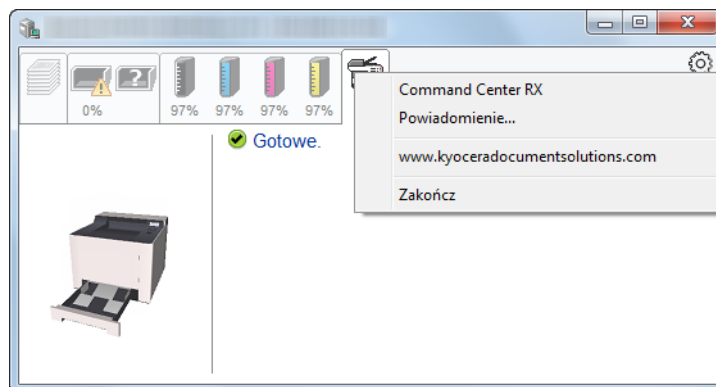 0%
97%
97%
97%
97%
Gotowe.
Command Center RX
Powiadomienie...
www.kyoceradocumentsolutions.com
Zakończ